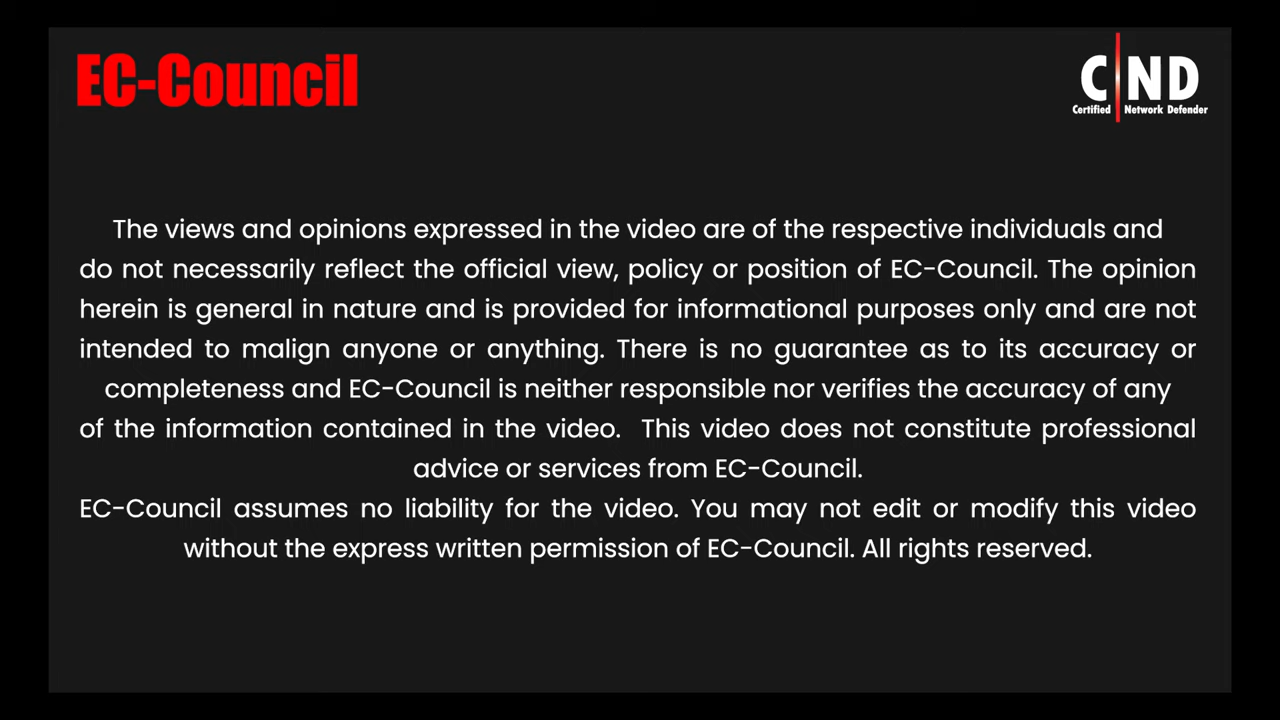 EC-Council
C|ND
Certified Network Defender
The views and opinions expressed in the video are of the respective individuals and
do not necessarily reflect the official view, policy or position of EC-Council. The opinion
herein is general in nature and is provided for informational purposes only and are not
intended to malign anyone or anything. There is no guarantee as to its accuracy or
completeness and EC-Council is neither responsible nor verifies the accuracy of any
of the information contained in the video.  This video does not constitute professional
advice or services from EC-Council.
EC-Council assumes no liability for the video. You may not edit or modify this video
without the express written permission of EC-Council. All rights reserved.